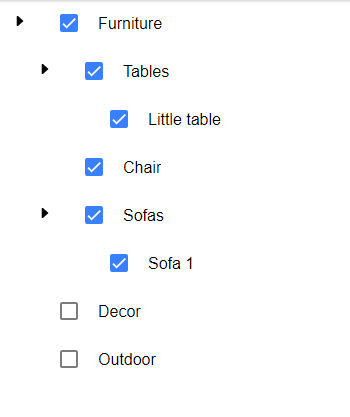 Furniture
Tables
Little table
Chair
Sofas
Sofa 1
Decor
Outdoor